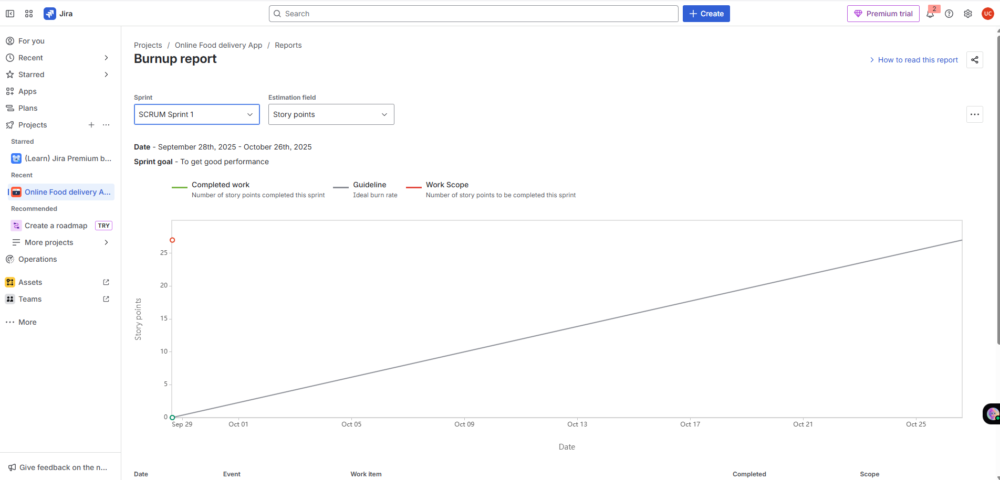 Jira
Search
Create
Premium trial
2
UC
For you
Recent
Starred
Apps
Plans
Projects
Starred
(Learn) Jira Premium b...
Recent
Online Food delivery A...
Recommended
Create a roadmap TRY
More projects
Operations
Assets
Teams
More
Give feedback on the n...
Projects / Online Food delivery App / Reports
Burnup report
How to read this report
Sprint
SCRUM Sprint 1
Estimation field
Story points
Date - September 28th, 2025 - October 26th, 2025
Sprint goal - To get good performance
Completed work
Number of story points completed this sprint
Guideline
Ideal burn rate
Work Scope
Number of story points to be completed this sprint
Story points
25
20
15
10
5
0
Sep 29 Oct 01 Oct 05 Oct 09 Oct 13 Oct 17 Oct 21 Oct 25
Date
Date Event Work item Completed Scope